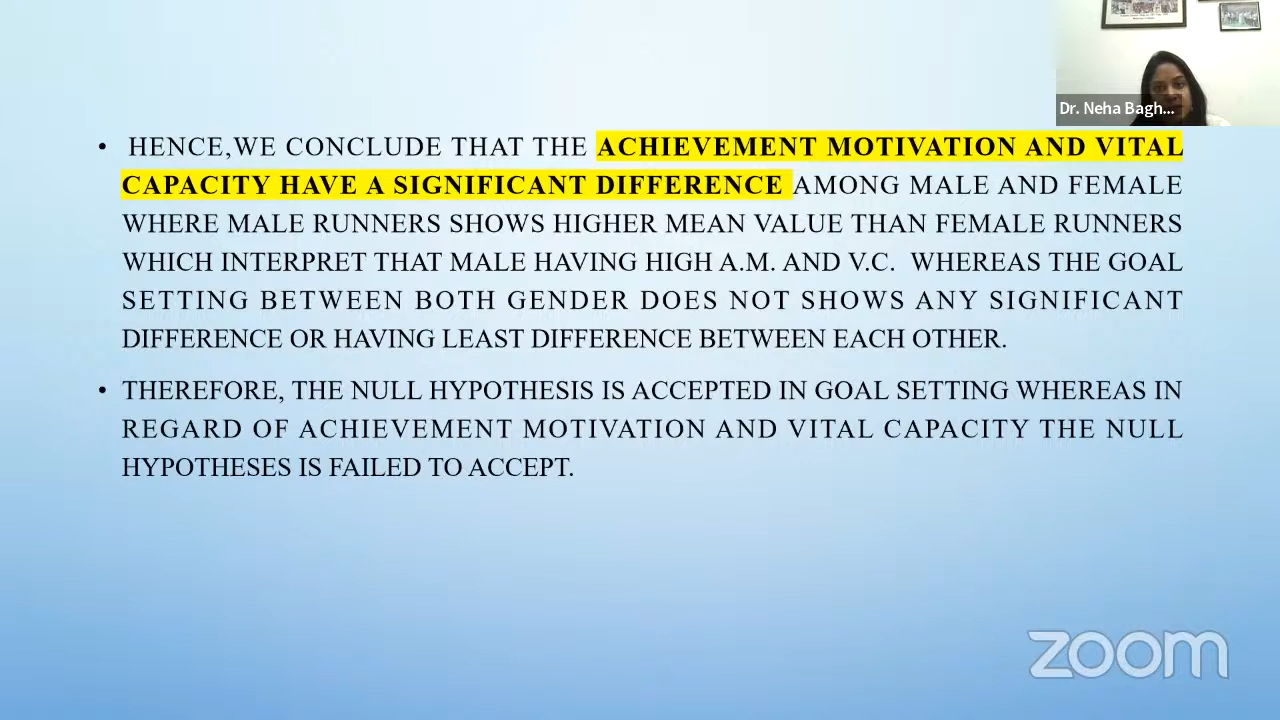 Dr. Neha Bagh...
• HENCE,WE CONCLUDE THAT THE ACHIEVEMENT MOTIVATION AND VITAL
CAPACITY HAVE A SIGNIFICANT DIFFERENCE AMONG MALE AND FEMALE
WHERE MALE RUNNERS SHOWS HIGHER MEAN VALUE THAN FEMALE RUNNERS
WHICH INTERPRET THAT MALE HAVING HIGH A.M. AND V.C. WHEREAS THE GOAL
SETTING BETWEEN BOTH GENDER DOES NOT SHOWS ANY SIGNIFICANT
DIFFERENCE OR HAVING LEAST DIFFERENCE BETWEEN EACH OTHER.
• THEREFORE, THE NULL HYPOTHESIS IS ACCEPTED IN GOAL SETTING WHEREAS IN
REGARD OF ACHIEVEMENT MOTIVATION AND VITAL CAPACITY THE NULL
HYPOTHESES IS FAILED TO ACCEPT.
zoom